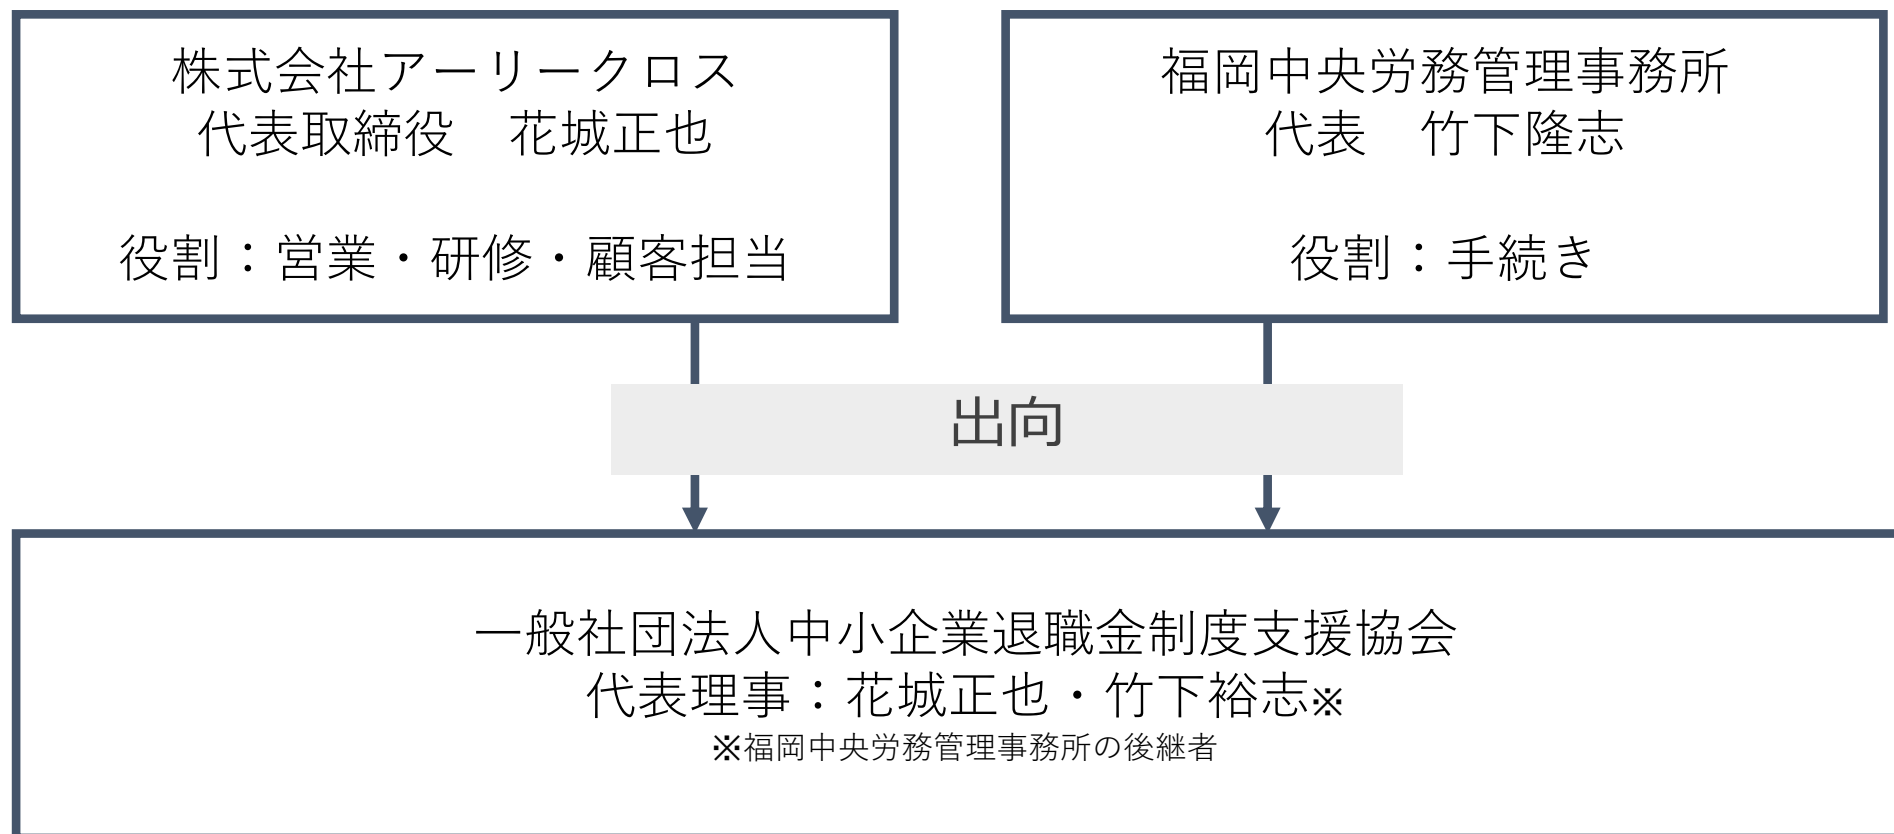 株式会社アーリークロス
代表取締役　花城正也
役割：営業・研修・顧客担当
福岡中央労務管理事務所
代表　竹下隆志
役割：手続き
出向
一般社団法人中小企業退職金制度支援協会
代表理事：花城正也・竹下裕志※
※福岡中央労務管理事務所の後継者